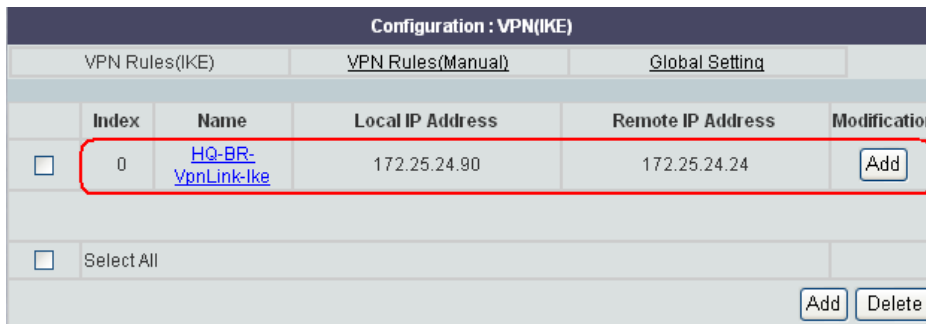 Configuration : VPN(IKE)
VPN Rules(IKE) VPN Rules(Manual) Global Setting
Index Name Local IP Address Remote IP Address Modificatio
0 HQ-BR-VpnLink-Ike 172.25.24.90 172.25.24.24 Add
Select All
Add Delete